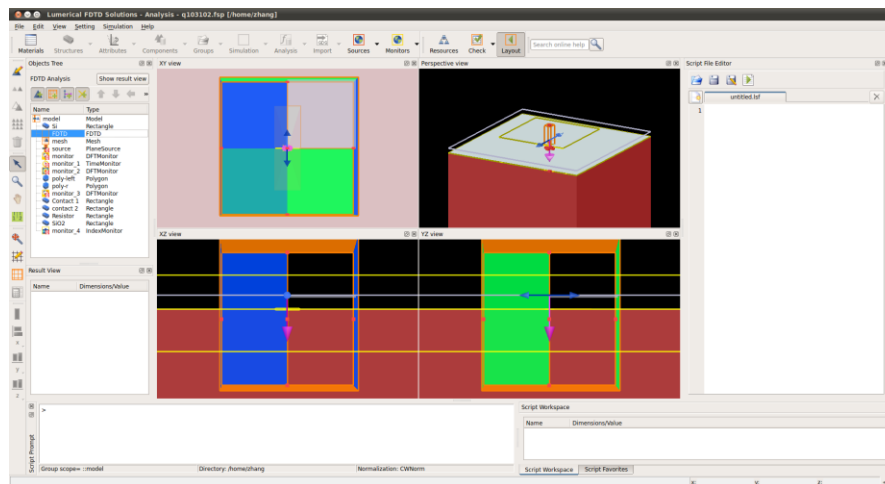 Lumerical FDTD Solutions - Analysis - q103102.fsp [/home/zhang]
File Edit View Setting Simulation Help
Materials Structures Attributes Components Groups Simulation Analysis Import Sources Monitors Resources Check Layout Search online help
Objects Tree
FDTD Analysis Show result view
Name Type
model Model
Si Rectangle
FDTD FDTD
mesh Mesh
source PlaneSource
monitor DFTMonitor
monitor_1 TimeMonitor
monitor_2 DFTMonitor
poly-left Polygon
poly-r Polygon
monitor_3 DFTMonitor
Contact 1 Rectangle
contact 2 Rectangle
Resistor Rectangle
SiO2 Rectangle
monitor_4 IndexMonitor
Result View
Name Dimensions/Value
XY view
Perspective view
XZ view
YZ view
Script File Editor
untitled.lsf
1
x
y
z
Script Prompt
>
Group scope= ::model Directory: /home/zhang Normalization: CWNorm
Script Workspace
Name Dimensions/Value
Script Workspace Script Favorites
x: y: z: